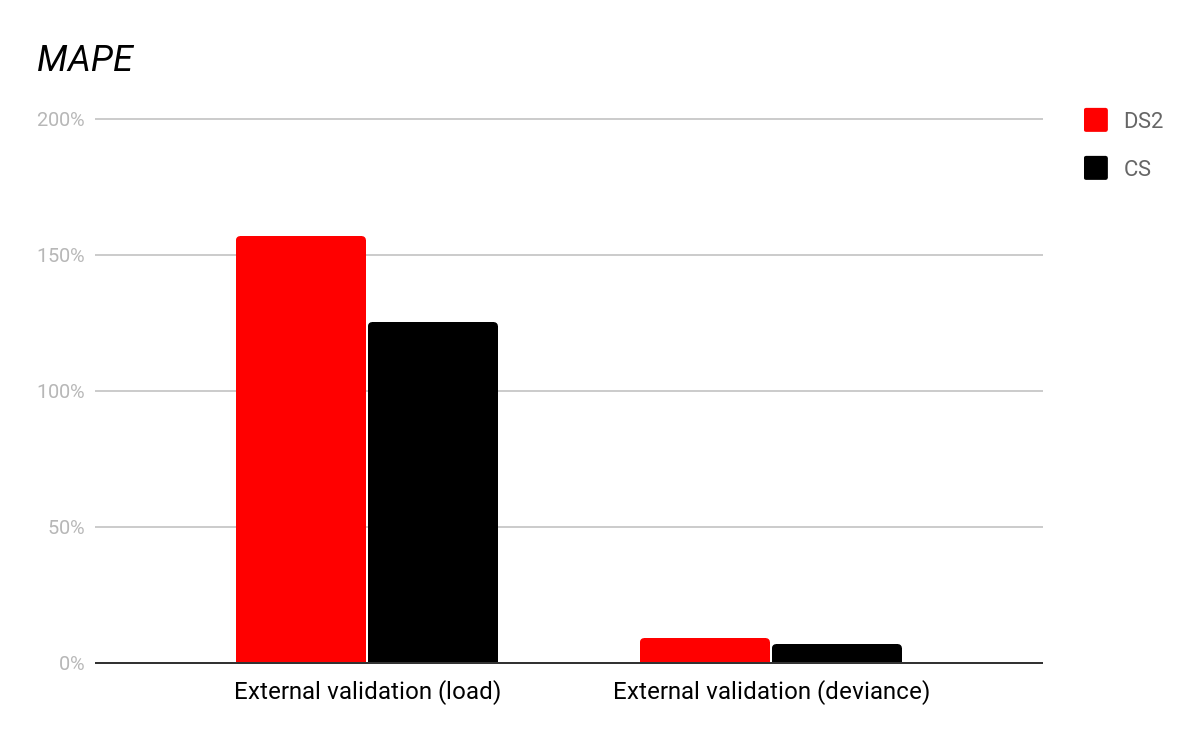 MAPE
200%
150%
100%
50%
0%
External validation (load)
External validation (deviance)
DS2
CS